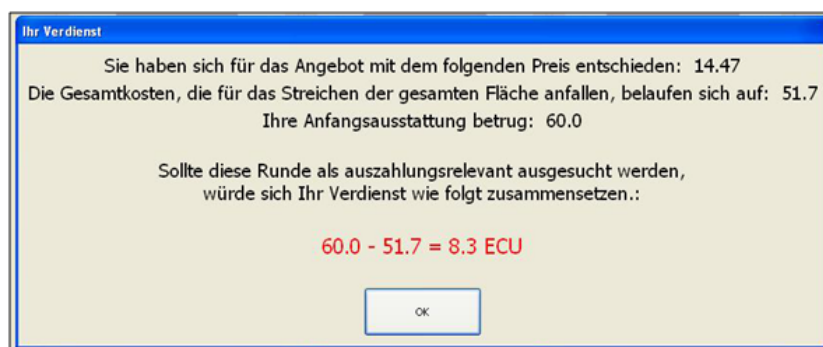 Ihr Verdienst
Sie haben sich für das Angebot mit dem folgenden Preis entschieden: 14.47
Die Gesamtkosten, die für das Streichen der gesamten Fläche anfallen, belaufen sich auf: 51.7
Ihre Anfangsausstattung betrug: 60.0
Sollte diese Runde als auszahlungsrelevant ausgesucht werden,
würde sich Ihr Verdienst wie folgt zusammensetzen.:
60.0 - 51.7 = 8.3 ECU
OK